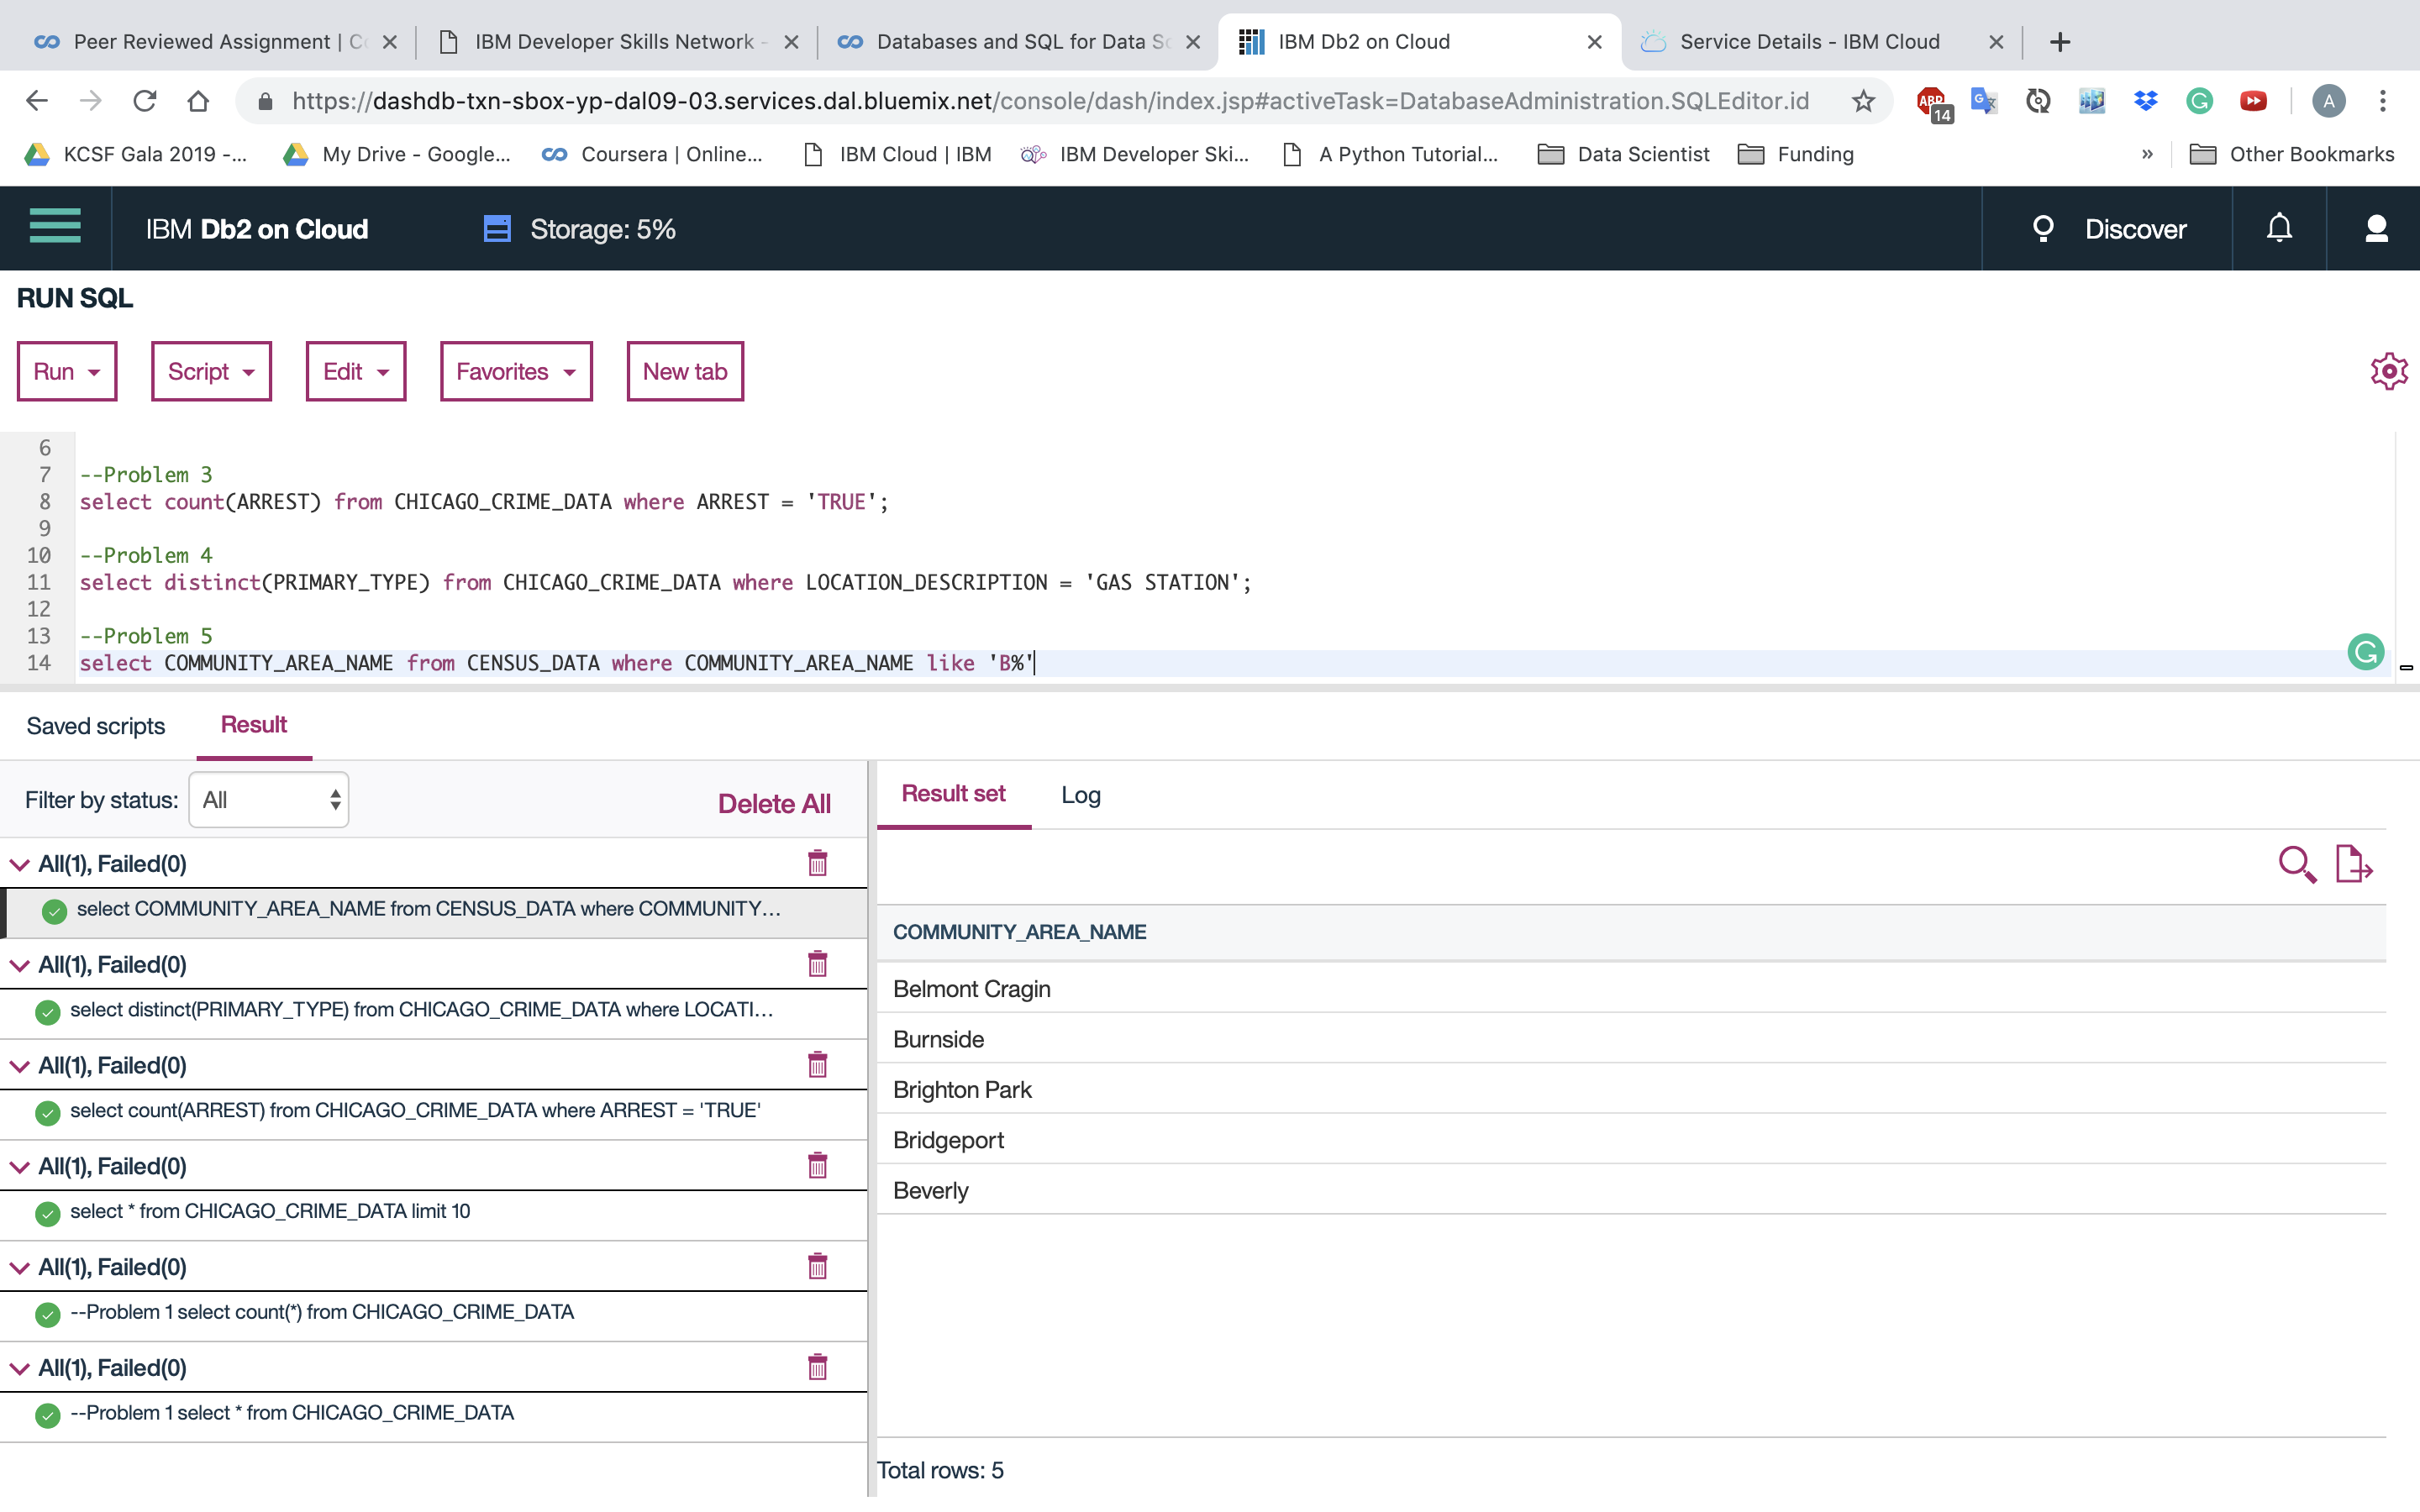 Peer Reviewed Assignment | Co
IBM Developer Skills Network -
Databases and SQL for Data Sc
IBM Db2 on Cloud
Service Details - IBM Cloud
https://dashdb-txn-sbox-yp-dal09-03.services.dal.bluemix.net/console/dash/index.jsp#activeTask=DatabaseAdministration.SQLEditor.id
ABP
14
A
KCSF Gala 2019 -...
My Drive - Google...
Coursera | Online...
IBM Cloud | IBM
IBM Developer Ski...
A Python Tutorial...
Data Scientist
Funding
»
Other Bookmarks
IBM Db2 on Cloud
Storage: 5%
Discover
RUN SQL
Run
Script
Edit
Favorites
New tab
6
7 --Problem 3
8 select count(ARREST) from CHICAGO_CRIME_DATA where ARREST = 'TRUE';
9
10 --Problem 4
11 select distinct(PRIMARY_TYPE) from CHICAGO_CRIME_DATA where LOCATION_DESCRIPTION = 'GAS STATION';
12
13 --Problem 5
14 select COMMUNITY_AREA_NAME from CENSUS_DATA where COMMUNITY_AREA_NAME like 'B%'
Saved scripts
Result
Filter by status:
All
Delete All
All(1), Failed(0)
select COMMUNITY_AREA_NAME from CENSUS_DATA where COMMUNITY...
All(1), Failed(0)
select distinct(PRIMARY_TYPE) from CHICAGO_CRIME_DATA where LOCATI...
All(1), Failed(0)
select count(ARREST) from CHICAGO_CRIME_DATA where ARREST = 'TRUE'
All(1), Failed(0)
select * from CHICAGO_CRIME_DATA limit 10
All(1), Failed(0)
--Problem 1 select count(*) from CHICAGO_CRIME_DATA
All(1), Failed(0)
--Problem 1 select * from CHICAGO_CRIME_DATA
Result set
Log
COMMUNITY_AREA_NAME
Belmont Cragin
Burnside
Brighton Park
Bridgeport
Beverly
Total rows: 5